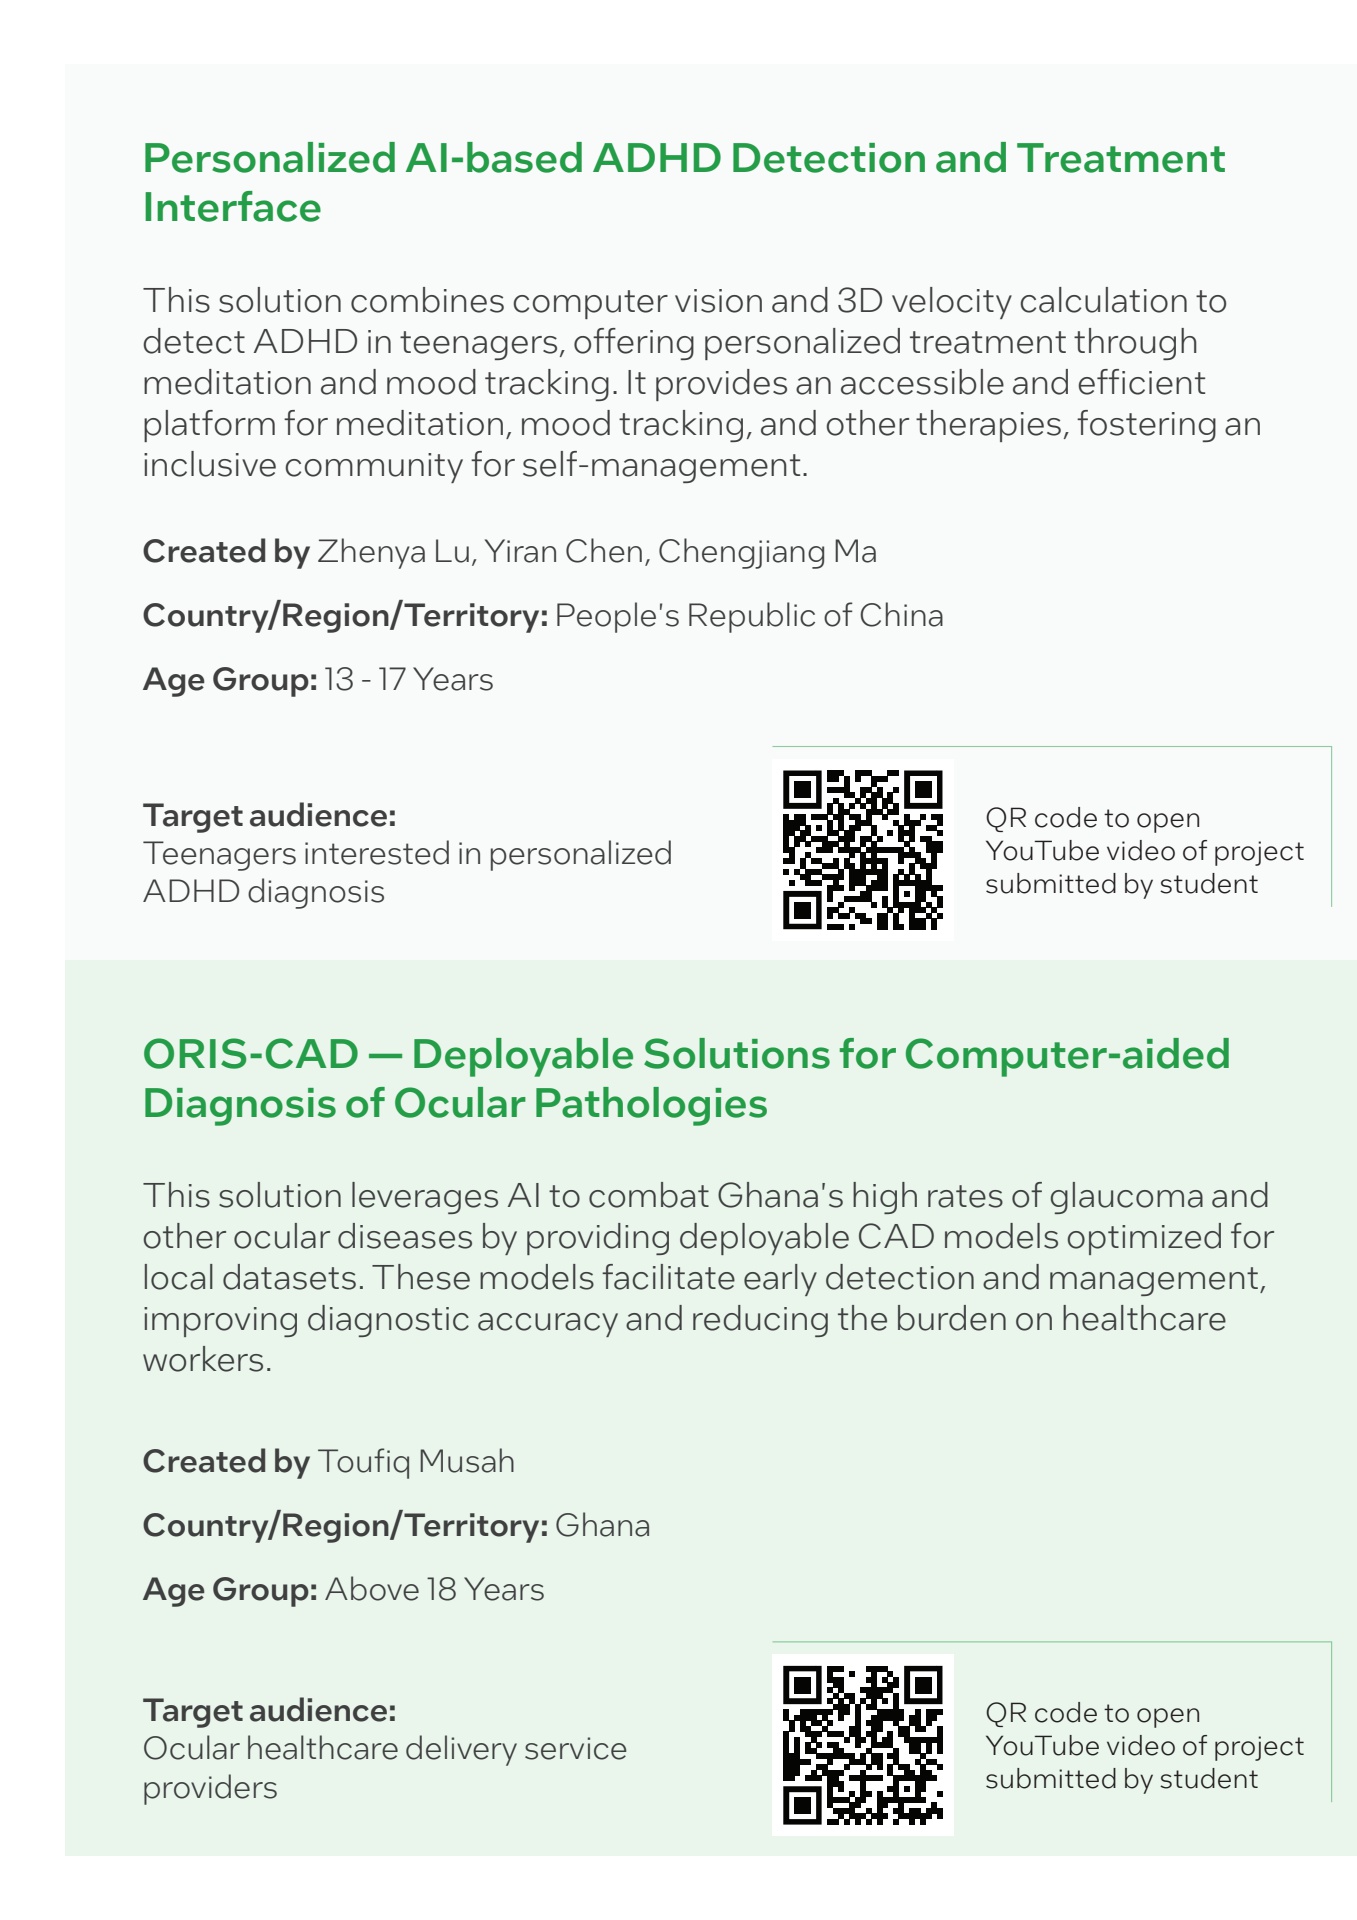 Personalized AI-based ADHD Detection and Treatment
Interface
This solution combines computer vision and 3D velocity calculation to
detect ADHD in teenagers, offering personalized treatment through
meditation and mood tracking. It provides an accessible and efficient
platform for meditation, mood tracking, and other therapies, fostering an
inclusive community for self-management.
Created by Zhenya Lu, Yiran Chen, Chengjiang Ma
Country/Region/Territory: People's Republic of China
Age Group: 13 - 17 Years
Target audience:
Teenagers interested in personalized
ADHD diagnosis
QR code to open
YouTube video of project
submitted by student
ORIS-CAD — Deployable Solutions for Computer-aided
Diagnosis of Ocular Pathologies
This solution leverages AI to combat Ghana's high rates of glaucoma and
other ocular diseases by providing deployable CAD models optimized for
local datasets. These models facilitate early detection and management,
improving diagnostic accuracy and reducing the burden on healthcare
workers.
Created by Toufiq Musah
Country/Region/Territory: Ghana
Age Group: Above 18 Years
Target audience:
Ocular healthcare delivery service
providers
QR code to open
YouTube video of project
submitted by student